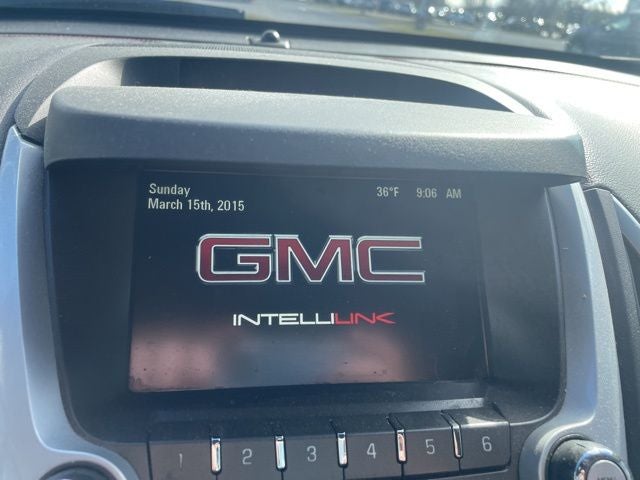 Sunday
March 15th, 2015
36°F 9:06 AM
GMC
INTELLILINK
1 2 3 4 5 6